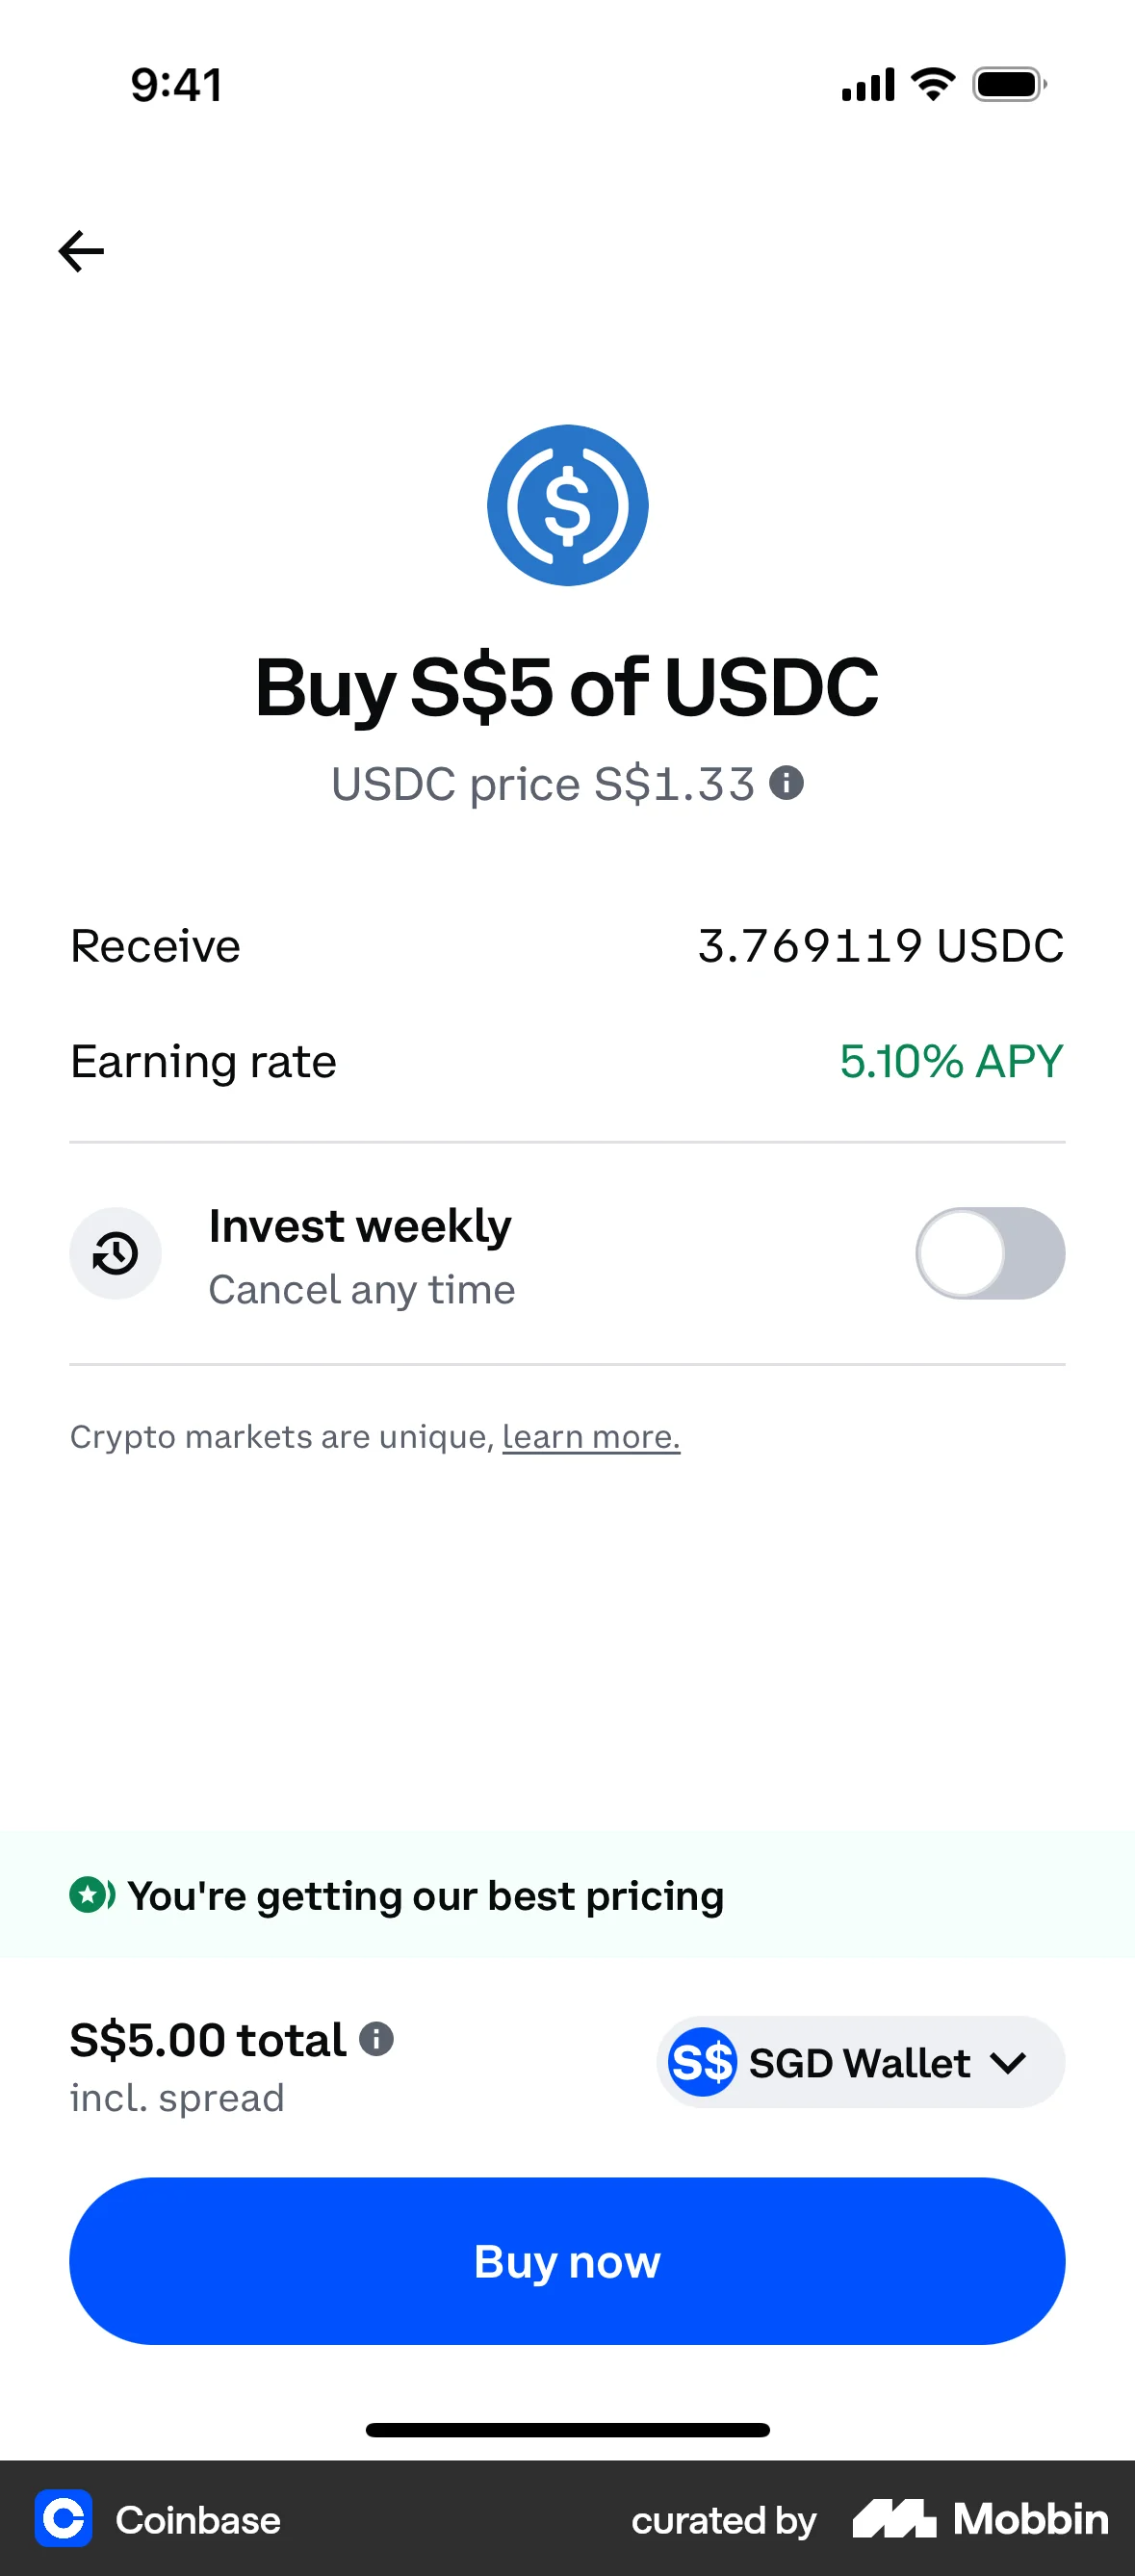 9:41
Buy S$5 of USDC
USDC price S$1.33
Receive 3.769119 USDC
Earning rate 5.10% APY
Invest weekly
Cancel any time
Crypto markets are unique, learn more.
You're getting our best pricing
S$5.00 total
incl. spread
S$ SGD Wallet
Buy now
Coinbase curated by Mobbin